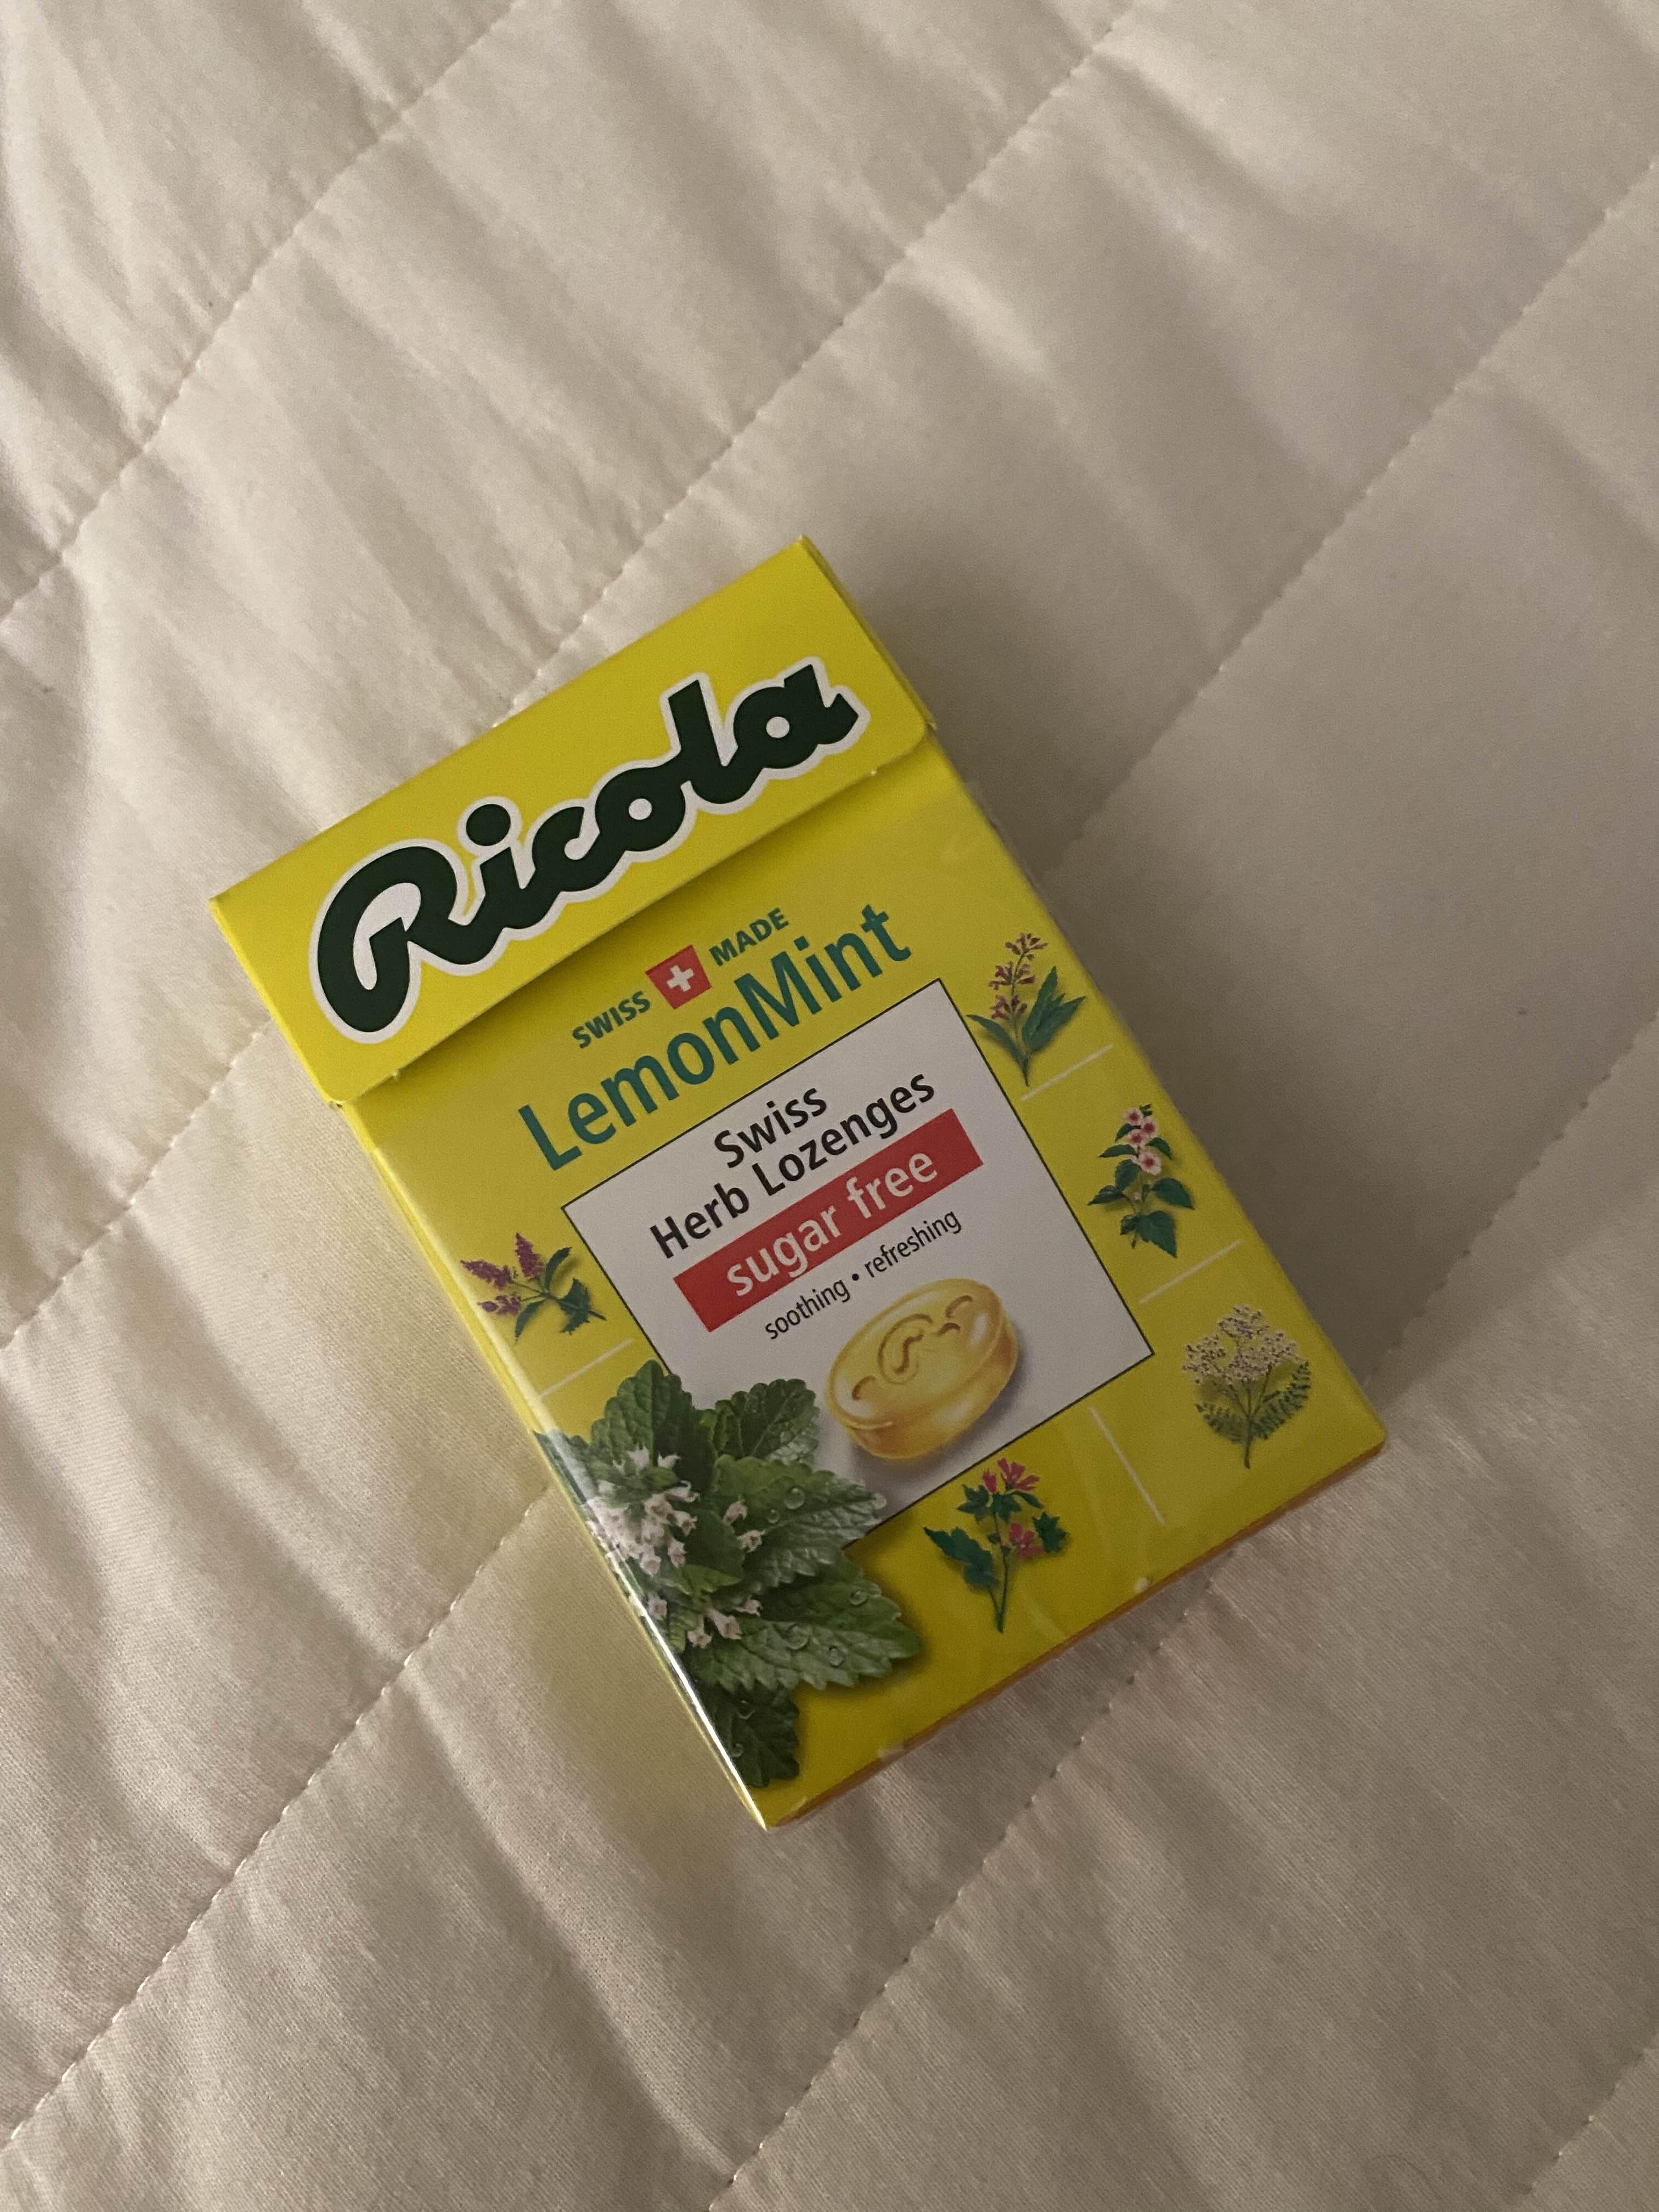 Ricola
SWISS MADE
LemonMint
Swiss
Herb Lozenges
sugar free
soothing • refreshing